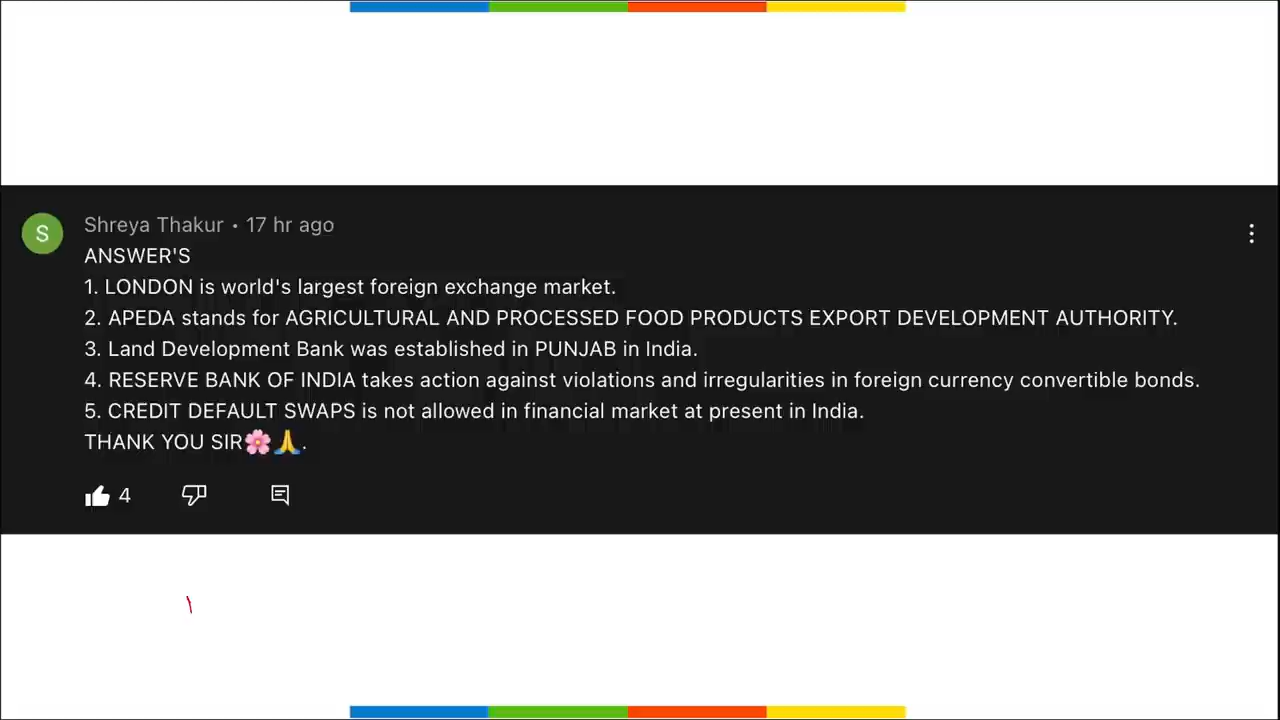 S
Shreya Thakur • 17 hr ago
ANSWER'S
1. LONDON is world's largest foreign exchange market.
2. APEDA stands for AGRICULTURAL AND PROCESSED FOOD PRODUCTS EXPORT DEVELOPMENT AUTHORITY.
3. Land Development Bank was established in PUNJAB in India.
4. RESERVE BANK OF INDIA takes action against violations and irregularities in foreign currency convertible bonds.
5. CREDIT DEFAULT SWAPS is not allowed in financial market at present in India.
THANK YOU SIR🌸🙏.
4